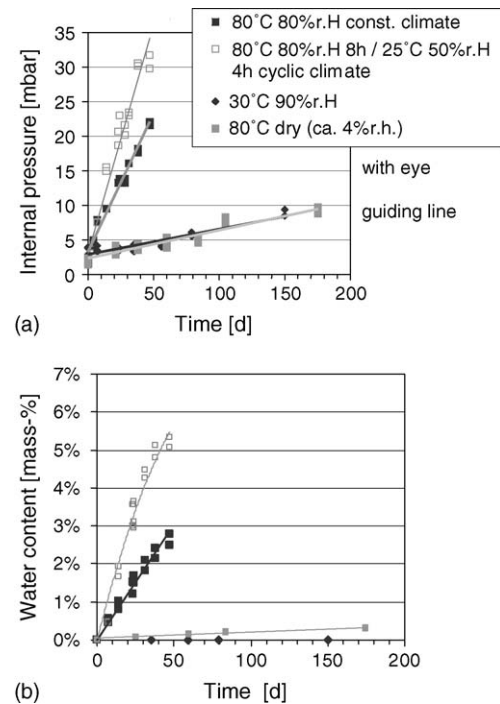 80˚C 80%r.H const. climate
80˚C 80%r.H 8h / 25˚C 50%r.H
4h cyclic climate
30˚C 90%r.H
80˚C dry (ca. 4%r.h.)
with eye
guiding line
Internal pressure [mbar]
35
30
25
20
15
10
5
0
0 50 100 150 200
Time [d]
(a)
Water content [mass-%]
7%
6%
5%
4%
3%
2%
1%
0%
0 50 100 150 200
Time [d]
(b)